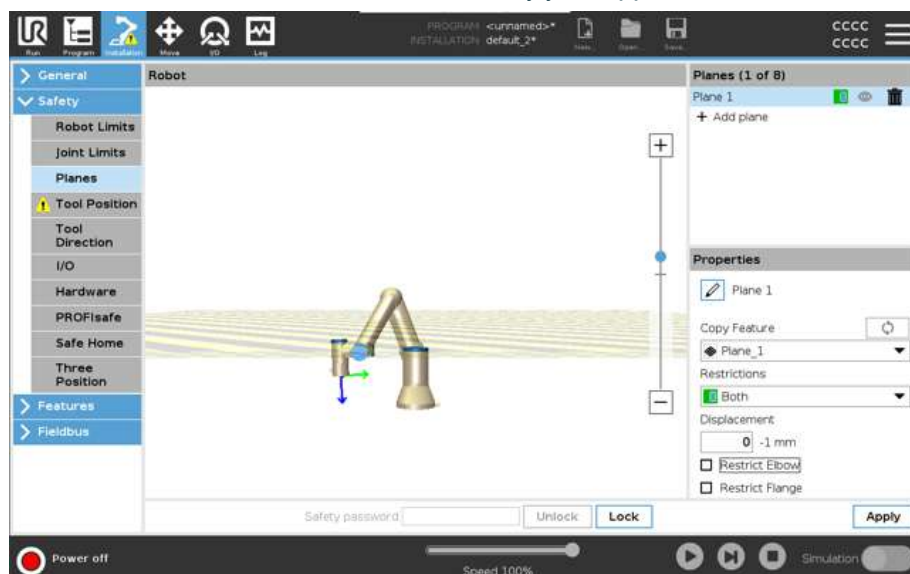 UR
PROGRAM <unnamed>*
INSTALLATION default_2*
CCCC
CCCC
Run
Program
Installation
Move
I/O
Log
New...
Open...
Save...
General
Safety
Robot Limits
Joint Limits
Planes
Tool Position
Tool
Direction
I/O
Hardware
PROFIsafe
Safe Home
Three
Position
Features
Fieldbus
Robot
Planes (1 of 8)
Plane 1
+ Add plane
Properties
Plane 1
Copy Feature
Plane_1
Restrictions
Both
Displacement
0 -1 mm
Restrict Elbow
Restrict Flange
Safety password
Unlock
Lock
Apply
Power off
Speed 100%
Simulation